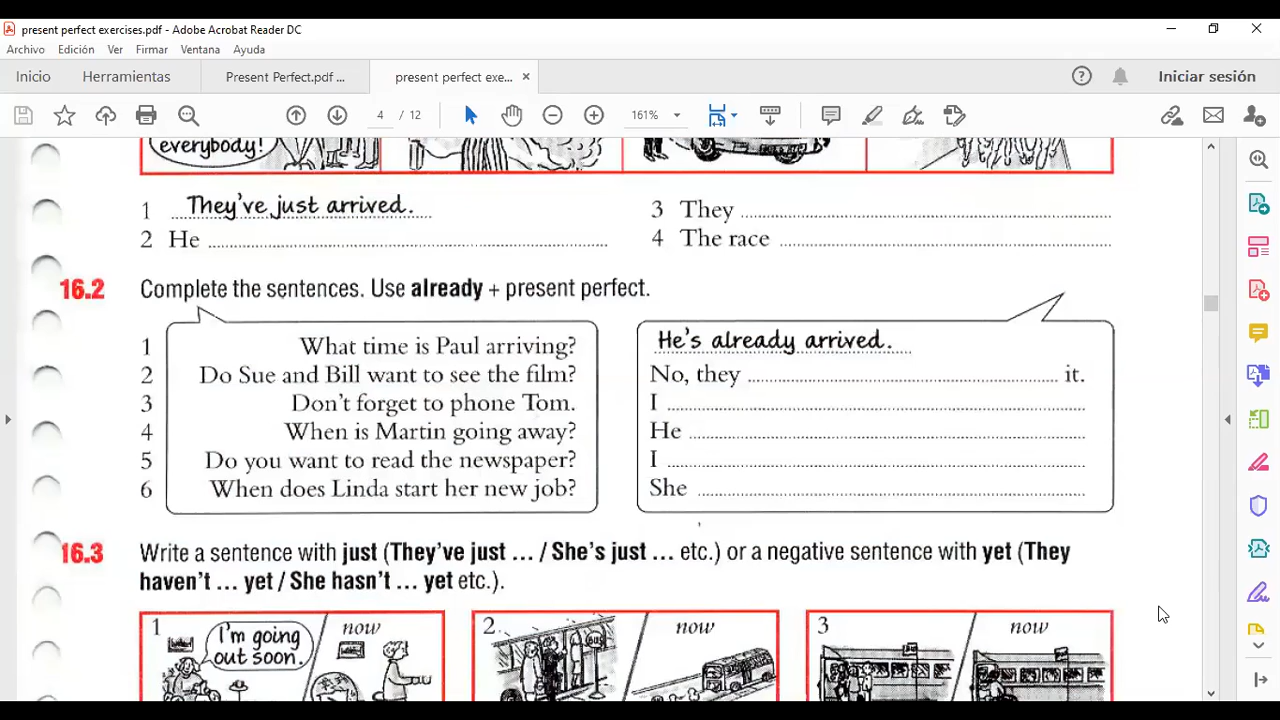 present perfect exercises.pdf - Adobe Acrobat Reader DC
Archivo Edición Ver Firmar Ventana Ayuda
Inicio Herramientas Present Perfect.pdf ... present perfect exe... × Iniciar sesión
4 / 12 161%
everybody!
1 They've just arrived.
2 He
3 They
4 The race
16.2 Complete the sentences. Use already + present perfect.
1 What time is Paul arriving? He's already arrived.
2 Do Sue and Bill want to see the film? No, they it.
3 Don't forget to phone Tom. I
4 When is Martin going away? He
5 Do you want to read the newspaper? I
6 When does Linda start her new job? She
16.3 Write a sentence with just (They've just ... / She's just ... etc.) or a negative sentence with yet (They
haven't ... yet / She hasn't ... yet etc.).
1 I'm going
out soon.
now
2. now
3 now